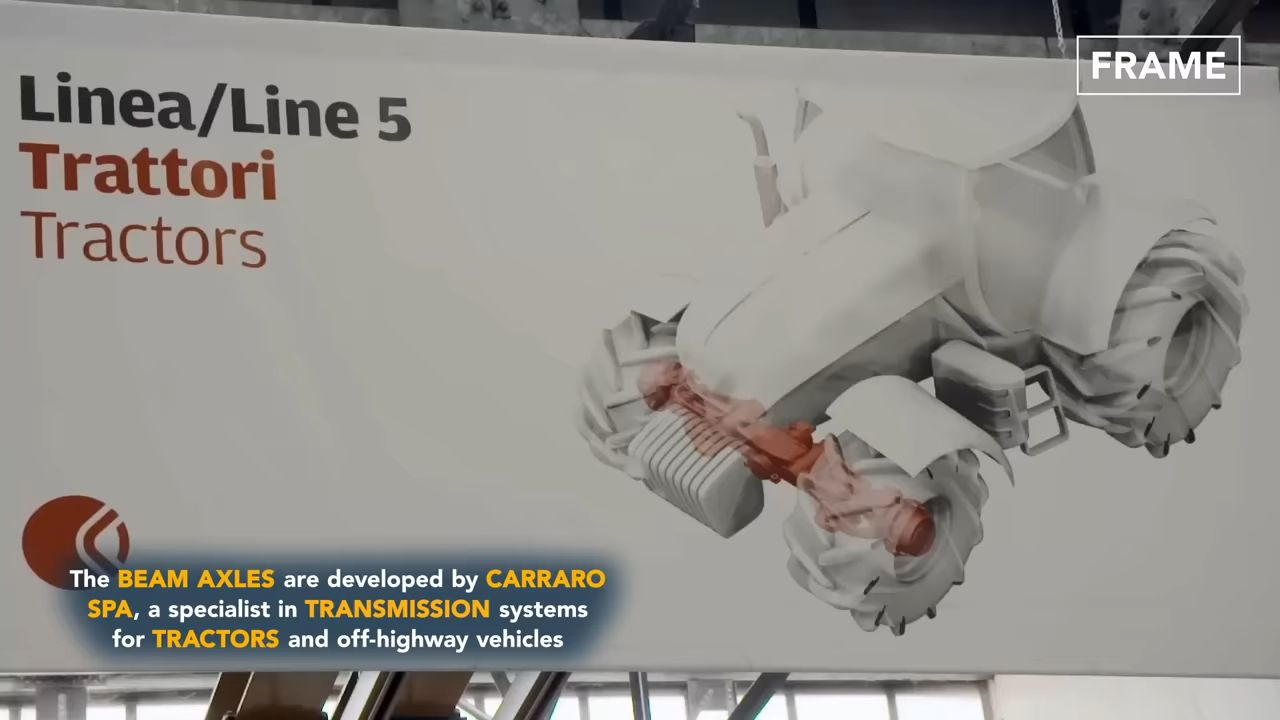 FRAME
Linea/Line 5
Trattori
Tractors
The BEAM AXLES are developed by CARRARO
SPA, a specialist in TRANSMISSION systems
for TRACTORS and off-highway vehicles